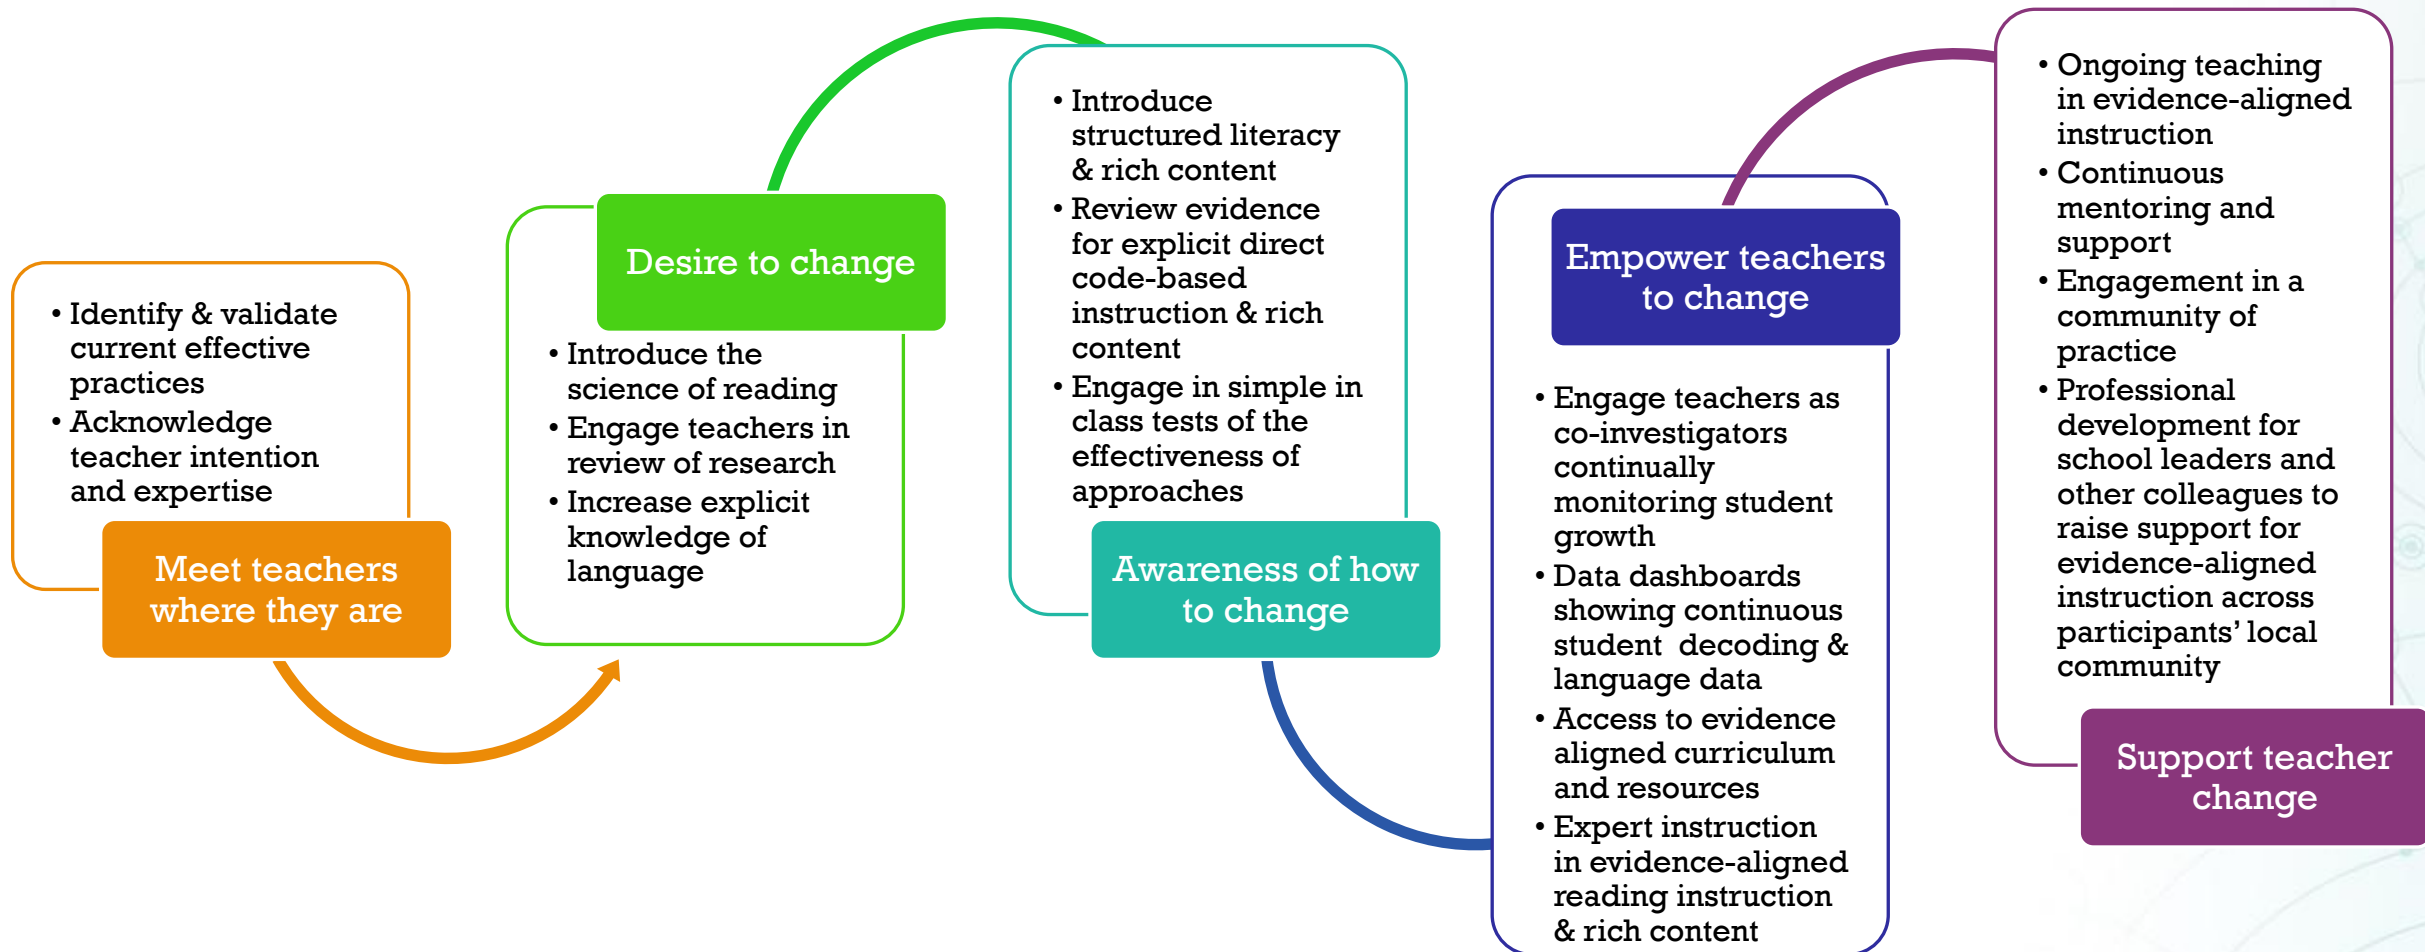 • Identify & validate
current effective
practices
• Acknowledge
teacher intention
and expertise
Meet teachers
where they are
Desire to change
• Introduce the
science of reading
• Engage teachers in
review of research
• Increase explicit
knowledge of
language
• Introduce
structured literacy
& rich content
• Review evidence
for explicit direct
code-based
instruction & rich
content
• Engage in simple in
class tests of the
effectiveness of
approaches
Awareness of how
to change
Empower teachers
to change
• Engage teachers as
co-investigators
continually
monitoring student
growth
• Data dashboards
showing continuous
student decoding &
language data
• Access to evidence
aligned curriculum
and resources
• Expert instruction
in evidence-aligned
reading instruction
& rich content
• Ongoing teaching
in evidence-aligned
instruction
• Continuous
mentoring and
support
• Engagement in a
community of
practice
• Professional
development for
school leaders and
other colleagues to
raise support for
evidence-aligned
instruction across
participants’ local
community
Support teacher
change